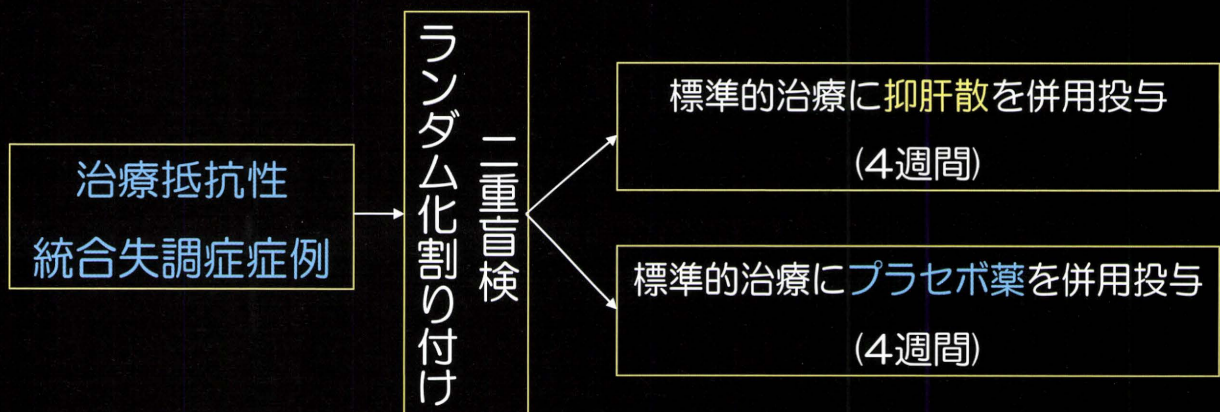 治療抵抗性
統合失調症症例
二重盲検
ランダム化割り付け
標準的治療に抑肝散を併用投与
(4週間)
標準的治療にプラセボ薬を併用投与
(4週間)